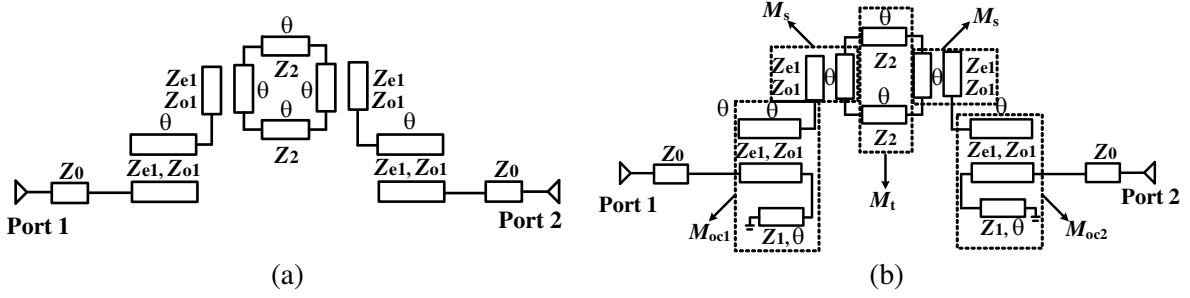 θ
Z2
θ
θ
θ
Z2
Ze1
Zo1
Ze1
Zo1
θ
Ze1, Zo1
θ
Ze1, Zo1
Z0
Z0
Port 1
Port 2
(a)
Ms
θ
Z2
Ms
Ze1
Zo1
θ
θ
Ze1
Zo1
θ
Z2
θ
θ
θ
Ze1, Zo1
Ze1, Zo1
Z0
Z0
Port 1
Port 2
Mt
Moc1
Z1, θ
Z1, θ
Moc2
(b)